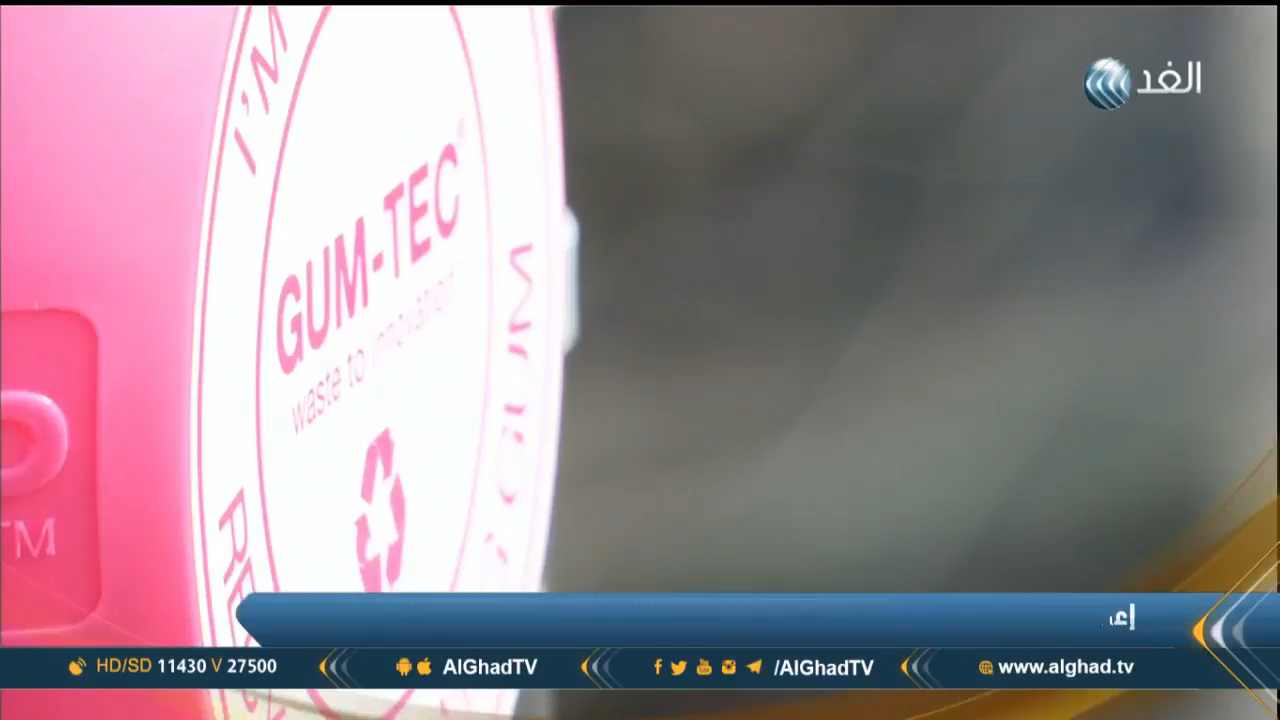 الغد
I'M
GUM-TEC®
waste to innovation
GUM
™
إع
HD/SD 11430 V 27500
AlGhadTV
/AlGhadTV
www.alghad.tv